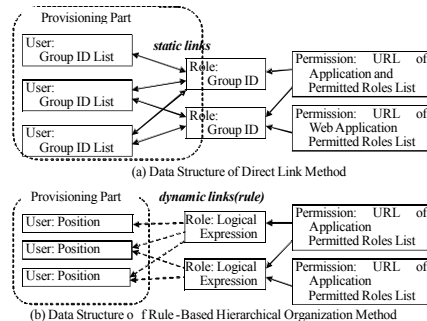 Provisioning Part
User:
Group ID List
User:
Group ID List
User:
Group ID List
static links
Role:
Group ID
Role:
Group ID
Permission: URL of
Application and
Permitted Roles List
Permission: URL of
Web Application
Permitted Roles List
(a) Data Structure of Direct Link Method
Provisioning Part
User: Position
User: Position
User: Position
dynamic links(rule)
Role: Logical
Expression
Role: Logical
Expression
Permission: URL of
Application
Permitted Roles List
Permission: URL of
Application
Permitted Roles List
(b) Data Structure o f Rule -Based Hierarchical Organization Method